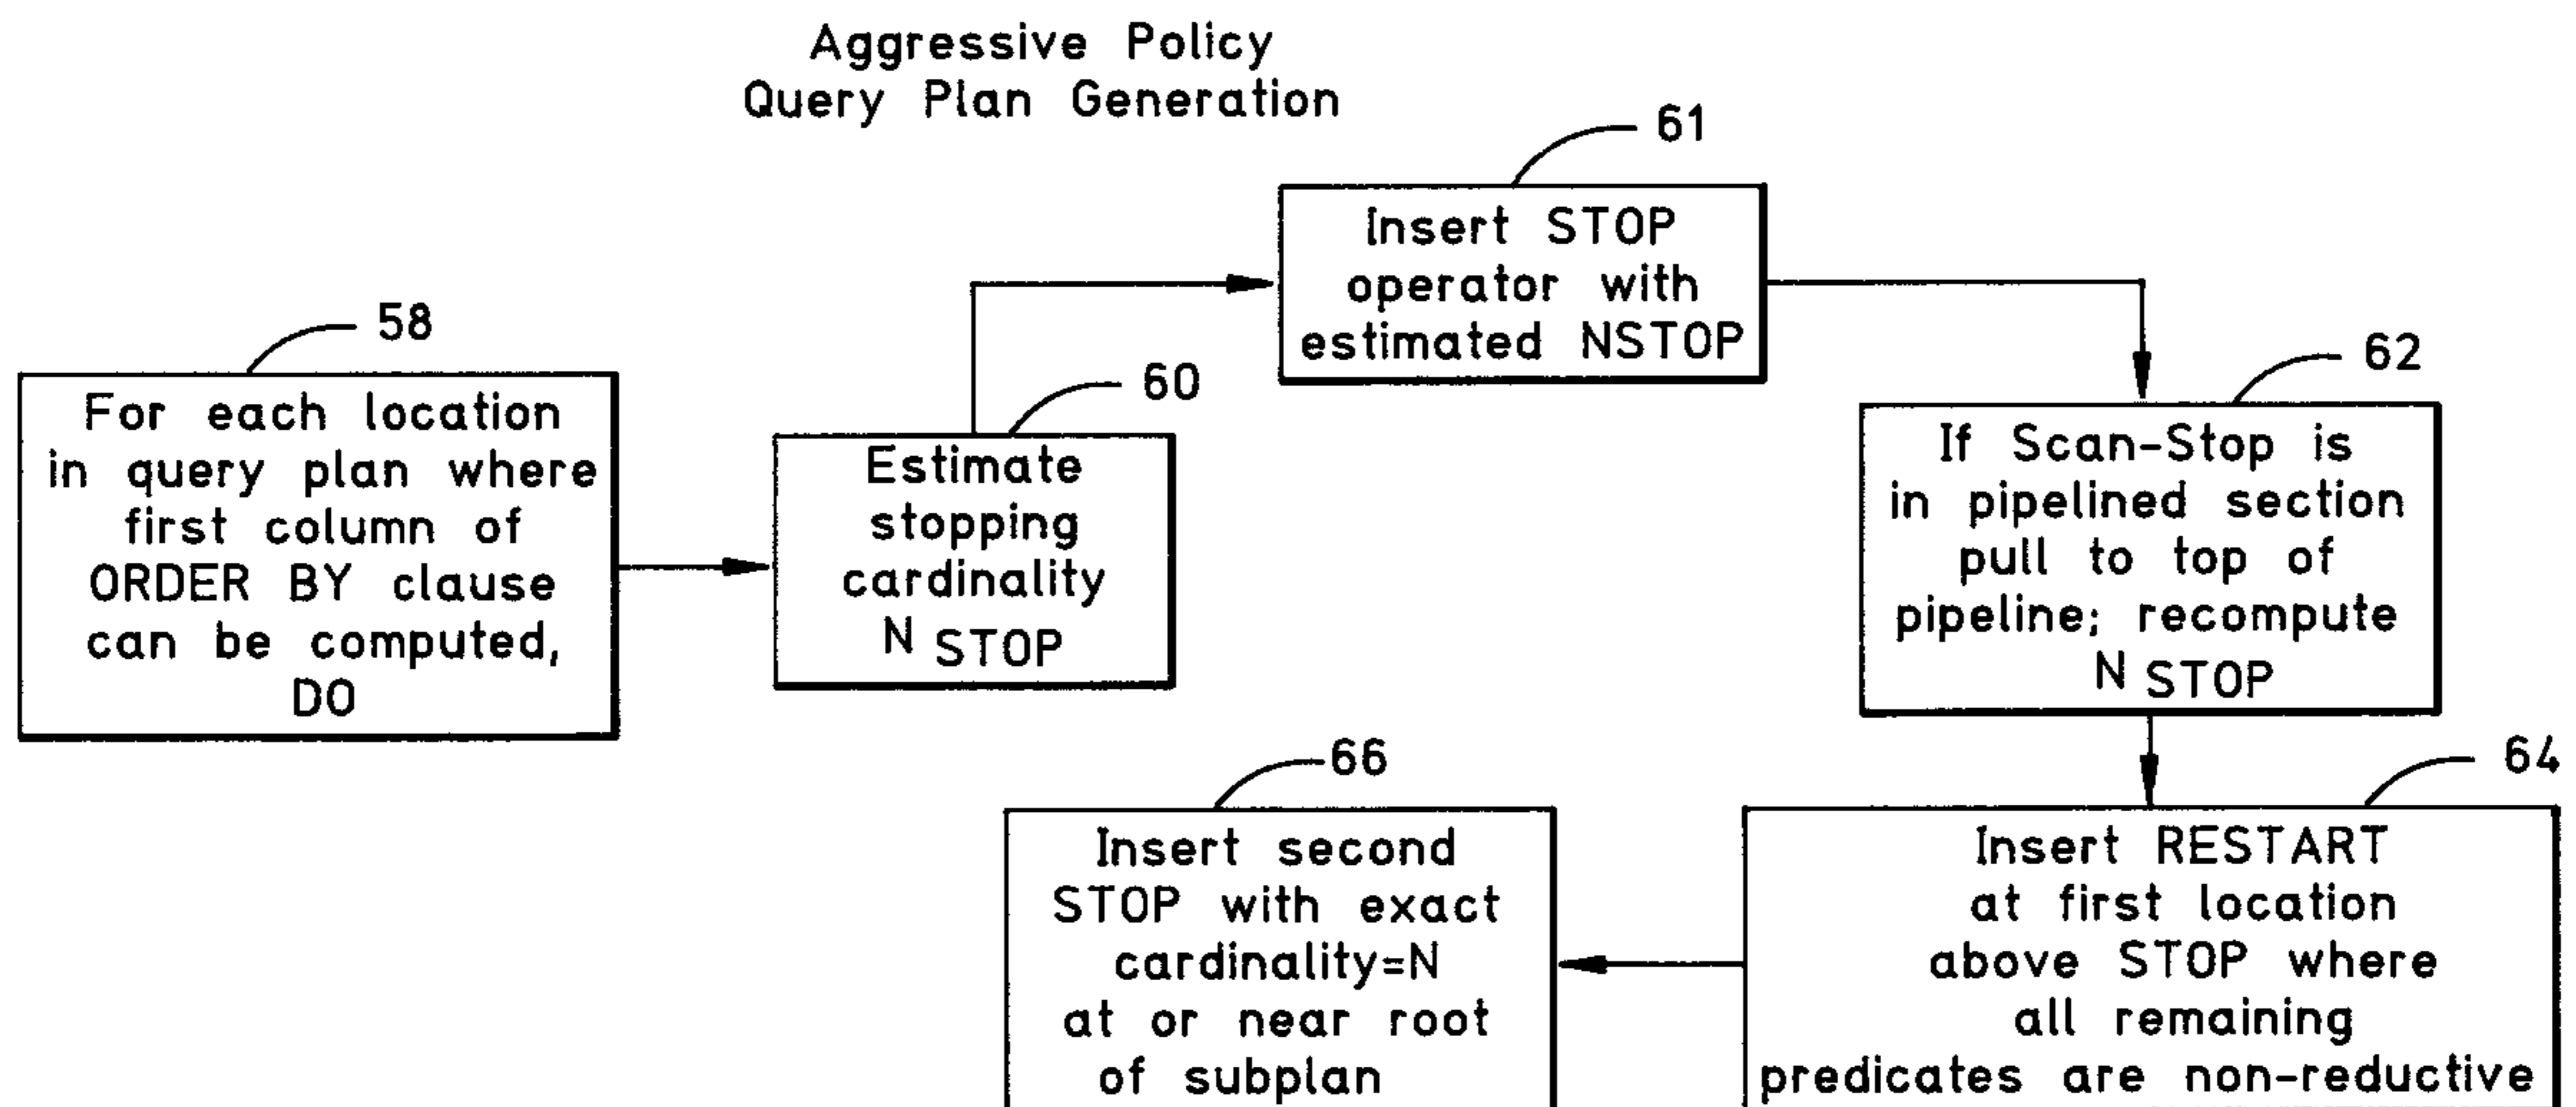 Aggressive Policy
Query Plan Generation
58
For each location
in query plan where
first column of
ORDER BY clause
can be computed,
DO
60
Estimate
stopping
cardinality
N STOP
61
Insert STOP
operator with
estimated NSTOP
62
If Scan-Stop is
in pipelined section
pull to top of
pipeline; recompute
N STOP
64
Insert RESTART
at first location
above STOP where
all remaining
predicates are non-reductive
66
Insert second
STOP with exact
cardinality=N
at or near root
of subplan